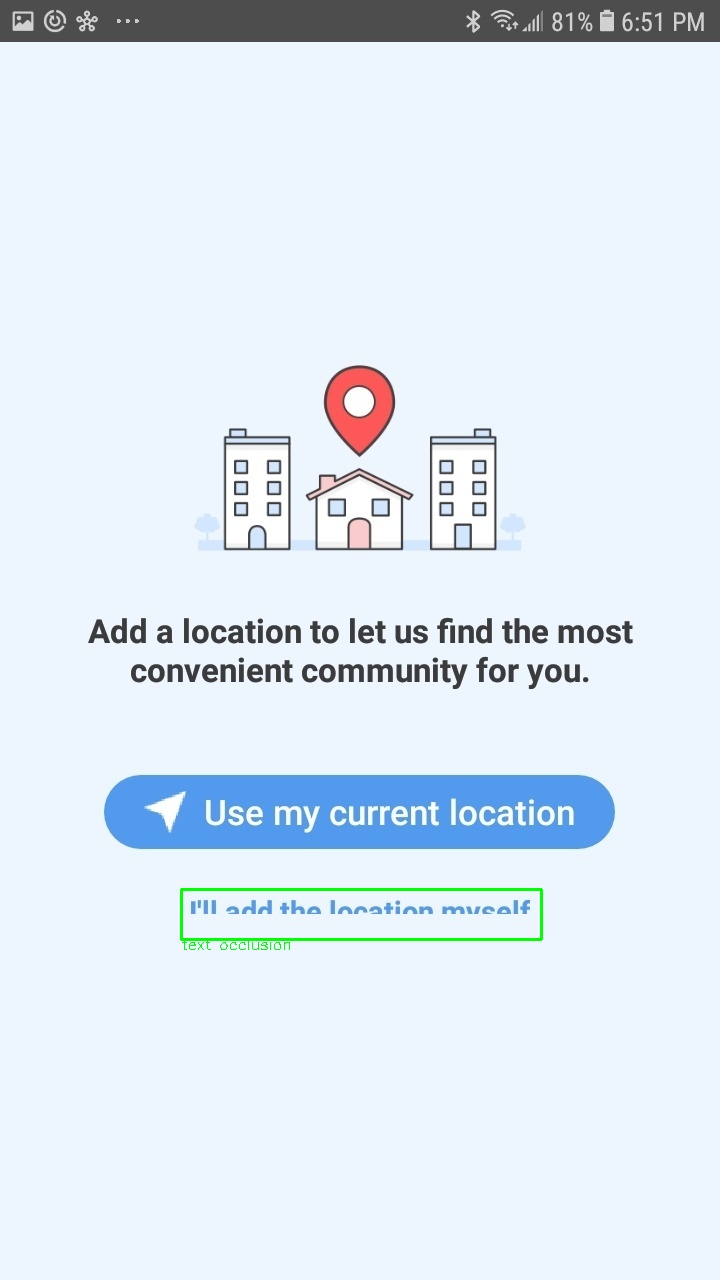 81% 6:51 PM
Add a location to let us find the most
convenient community for you.
Use my current location
I'll add the location myself
text occlusion